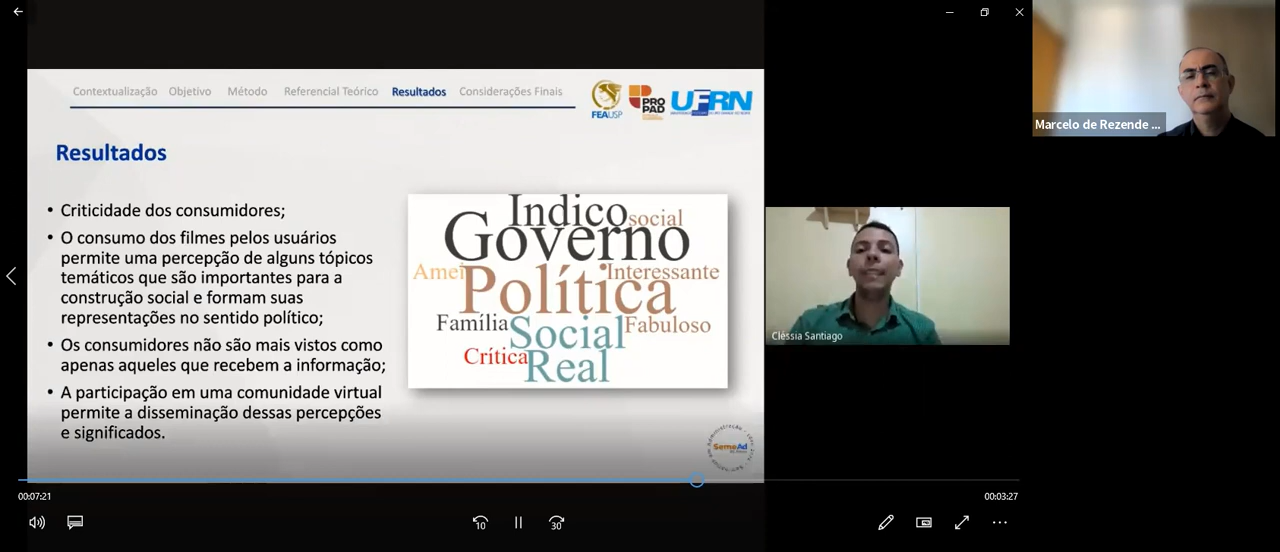 Contextualização Objetivo Método Referencial Teórico Resultados Considerações Finais
FEAUSP
PRO
PAD
UFRN
Resultados
• Criticidade dos consumidores;
• O consumo dos filmes pelos usuários
permite uma percepção de alguns tópicos
temáticos que são importantes para a
construção social e formam suas
representações no sentido político;
• Os consumidores não são mais vistos como
apenas aqueles que recebem a informação;
• A participação em uma comunidade virtual
permite a disseminação dessas percepções
e significados.
Indico social
Governo
Amei Interessante
Política
Família Social Fabuloso
Crítica Real
SemeAd
Marcelo de Rezende ...
Cléssia Santiago
00:07:21
00:03:27
10
30